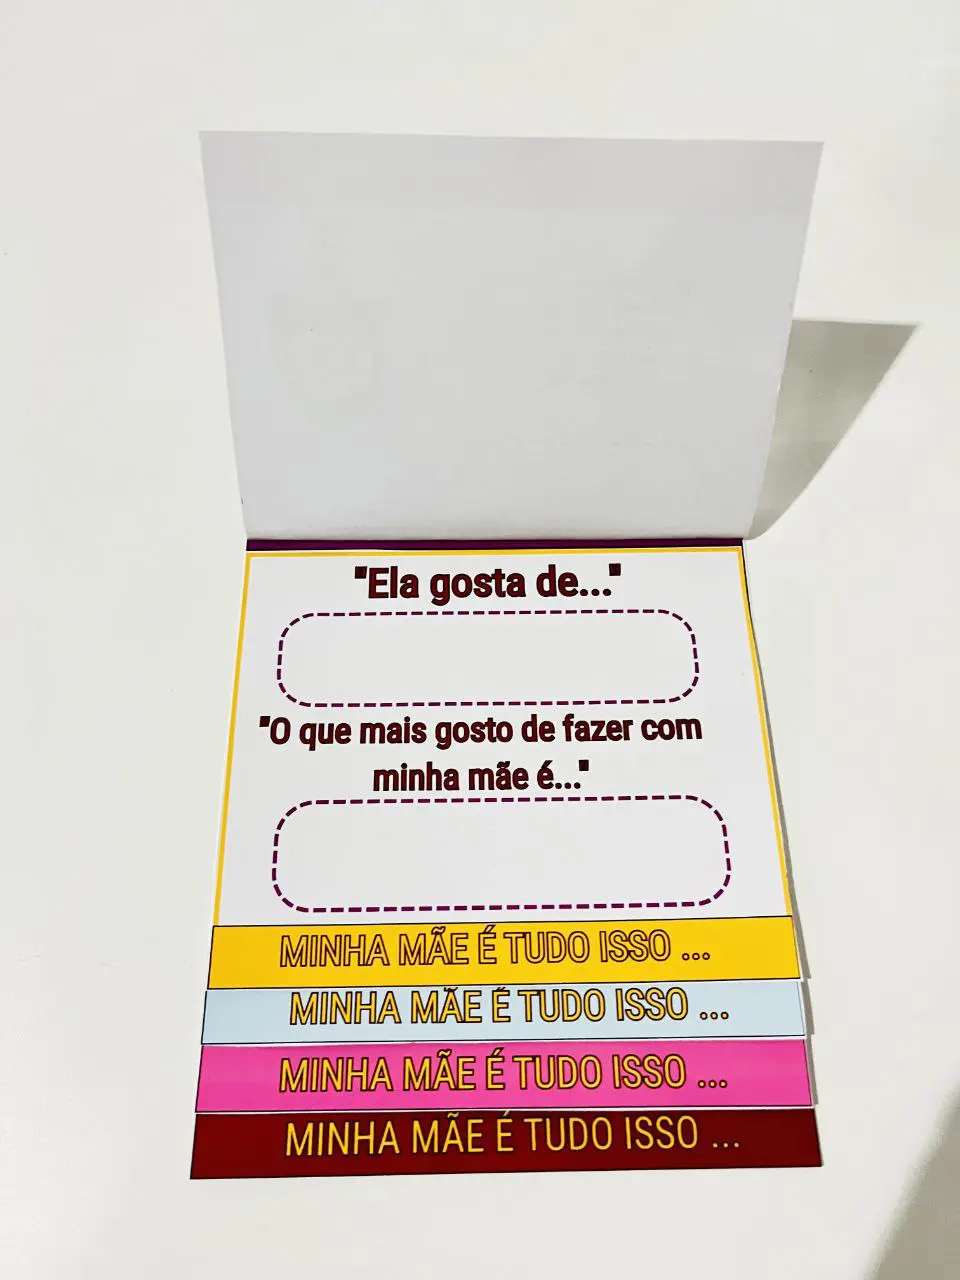 "Ela gosta de..."
"O que mais gosto de fazer com
minha mãe é..."
MINHA MÃE É TUDO ISSO ...
MINHA MÃE É TUDO ISSO ...
MINHA MÃE É TUDO ISSO ...
MINHA MÃE É TUDO ISSO ...